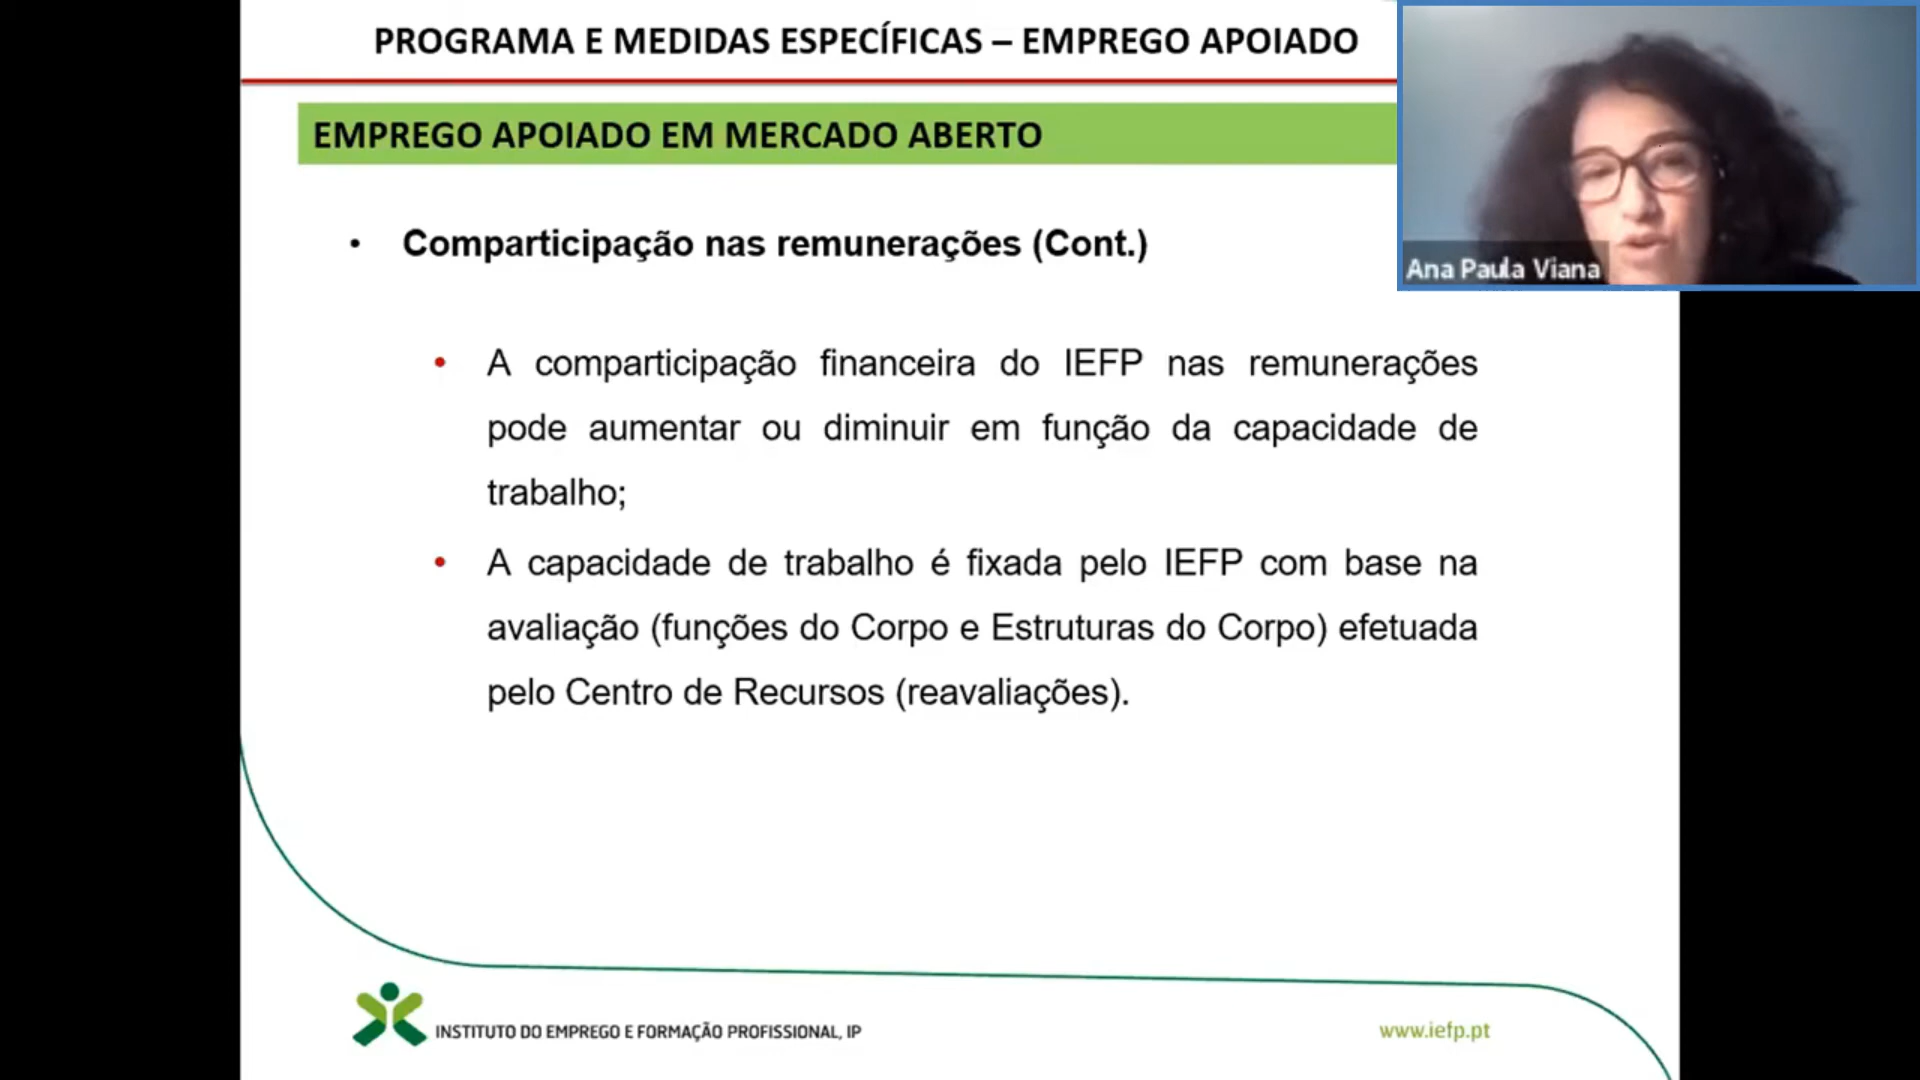 PROGRAMA E MEDIDAS ESPECÍFICAS – EMPREGO APOIADO
EMPREGO APOIADO EM MERCADO ABERTO
Ana Paula Viana
• Comparticipação nas remunerações (Cont.)
• A comparticipação financeira do IEFP nas remunerações
pode aumentar ou diminuir em função da capacidade de
trabalho;
• A capacidade de trabalho é fixada pelo IEFP com base na
avaliação (funções do Corpo e Estruturas do Corpo) efetuada
pelo Centro de Recursos (reavaliações).
INSTITUTO DO EMPREGO E FORMAÇÃO PROFISSIONAL, IP
www.iefp.pt